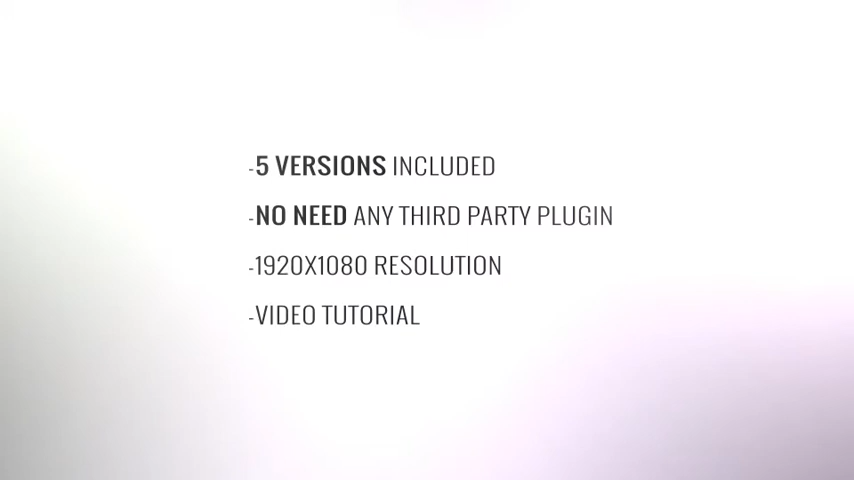 -5 VERSIONS INCLUDED
-NO NEED ANY THIRD PARTY PLUGIN
-1920X1080 RESOLUTION
-VIDEO TUTORIAL